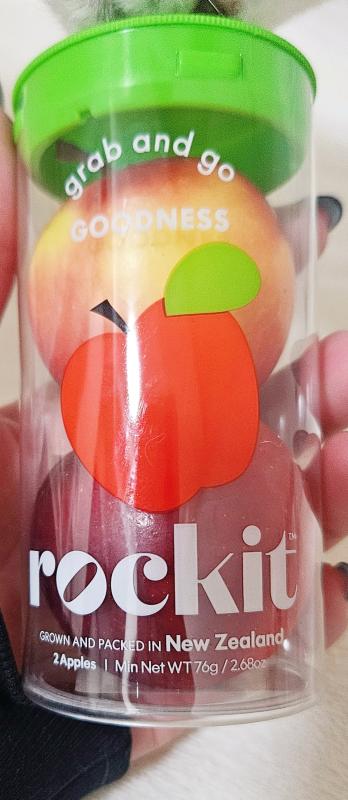 grab and go
GOODNESS
rockit™
GROWN AND PACKED IN New Zealand
2 Apples | Min Net WT 76g / 2.68oz